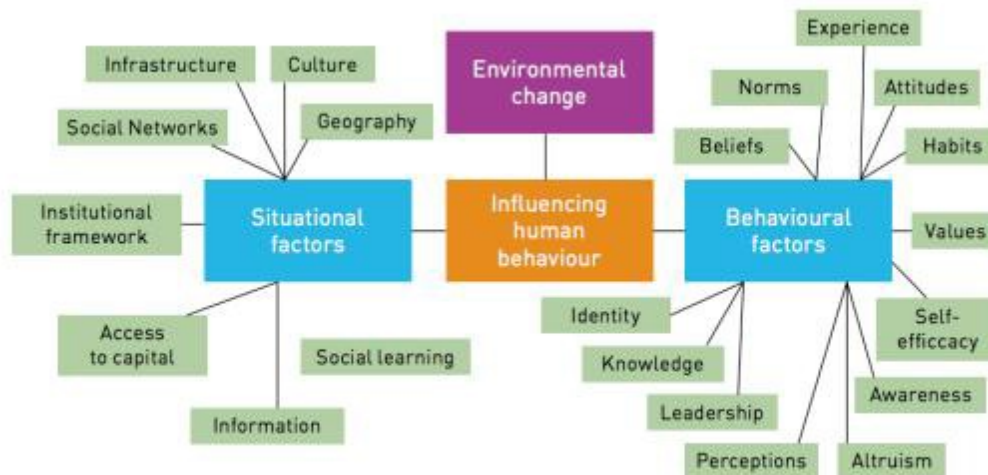 Experience
Infrastructure
Culture
Environmental
change
Norms
Attitudes
Social Networks
Geography
Beliefs
Habits
Institutional
framework
Situational
factors
Influencing
human
behaviour
Behavioural
factors
Values
Access
to capital
Social learning
Identity
Self-
efficcacy
Knowledge
Awareness
Information
Leadership
Perceptions
Altruism